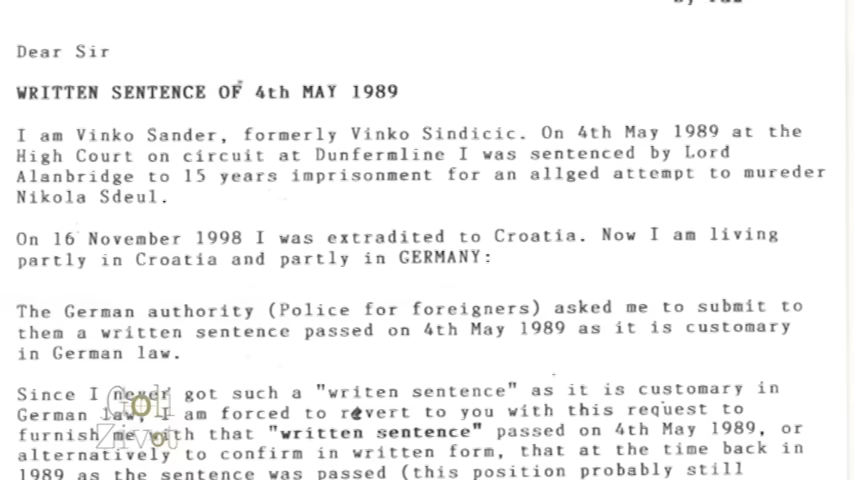 Dear Sir
WRITTEN SENTENCE OF 4th MAY 1989
I am Vinko Sander, formerly Vinko Sindicic. On 4th May 1989 at the
High Court on circuit at Dunfermline I was sentenced by Lord
Alanbridge to 15 years imprisonment for an allged attempt to mureder
Nikola Sdeul.
On 16 November 1998 I was extradited to Croatia. Now I am living
partly in Croatia and partly in GERMANY:
The German authority (Police for foreigners) asked me to submit to
them a written sentence passed on 4th May 1989 as it is customary
in German law.
Since I never got such a "writen sentence" as it is customary in
German law, I am forced to revert to you with this request to
furnish me with that "written sentence" passed on 4th May 1989, or
alternatively to confirm in written form, that at the time back in
1989 as the sentence was passed (this position probably still
Goli
Život